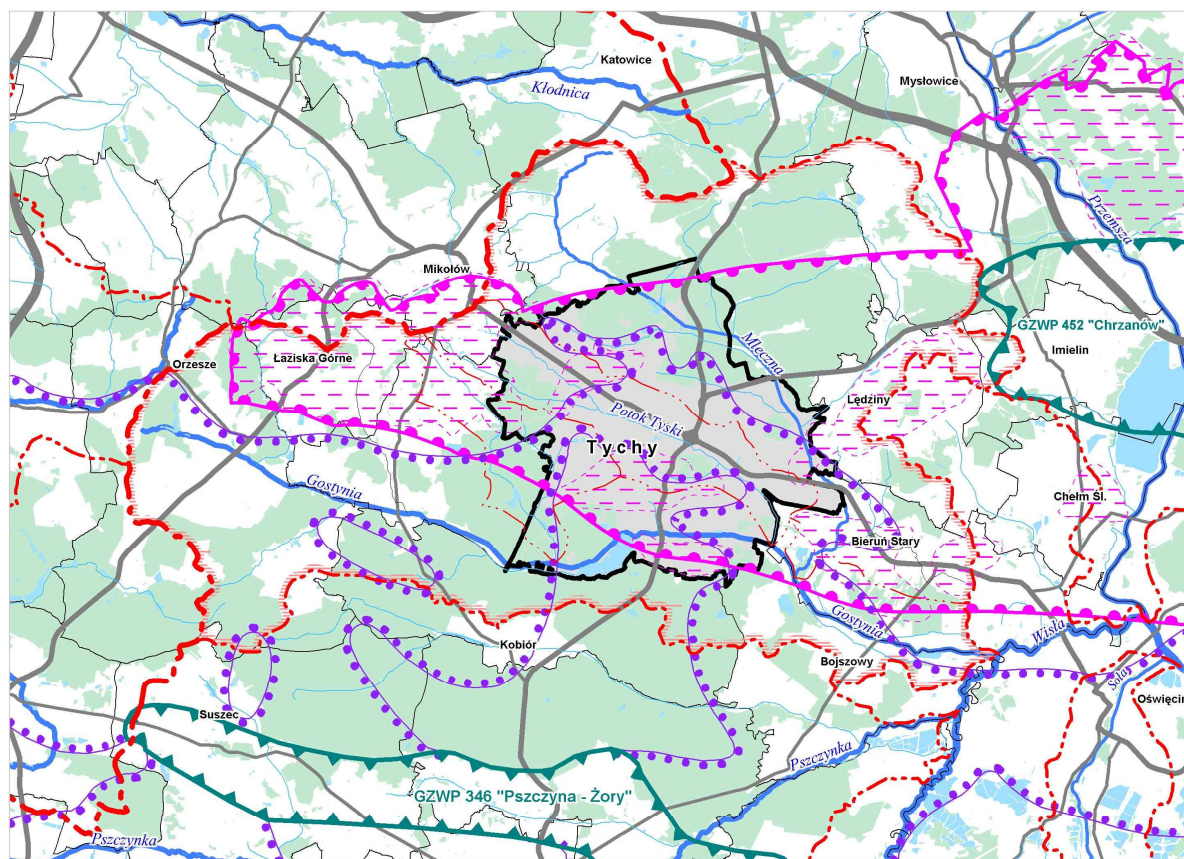 Katowice
Mysłowice
Kłodnica
Przemsza
Mikołów
GZWP 452 "Chrzanów"
Imielin
Mleczna
Orzesze
Łaziska Górne
Lędziny
Potok Tyski
Tychy
Gostynia
Chełm Śl.
Bieruń Stary
Gostynia
Wisła
Kobiór
Bojszowy
Soła
Oświęcim
Suszec
Pszczynka
GZWP 346 "Pszczyna - Żory"
Pszczynka